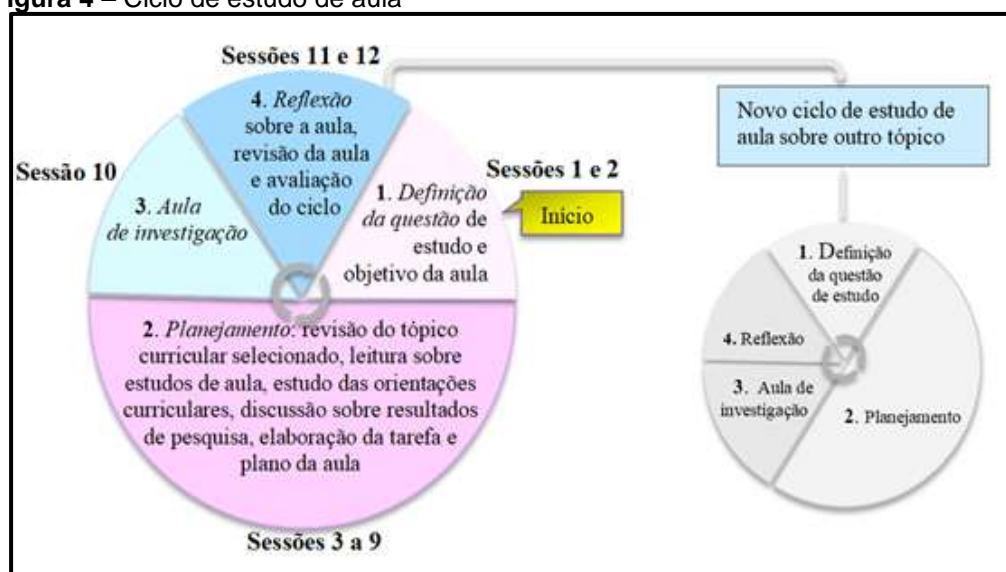 igura 4 – Ciclo de estudo de aula
Sessões 11 e 12
4. Reflexão
sobre a aula,
revisão da aula
e avaliação
do ciclo
Sessão 10
3. Aula
de investigação
Sessões 1 e 2
1. Definição
da questão de
estudo e
objetivo da aula
Início
2. Planejamento: revisão do tópico
curricular selecionado, leitura sobre
estudos de aula, estudo das orientações
curriculares, discussão sobre resultados
de pesquisa, elaboração da tarefa e
plano da aula
Sessões 3 a 9
Novo ciclo de estudo de
aula sobre outro tópico
1. Definição
da questão
de estudo
4. Reflexão
3. Aula de
investigação
2. Planejamento